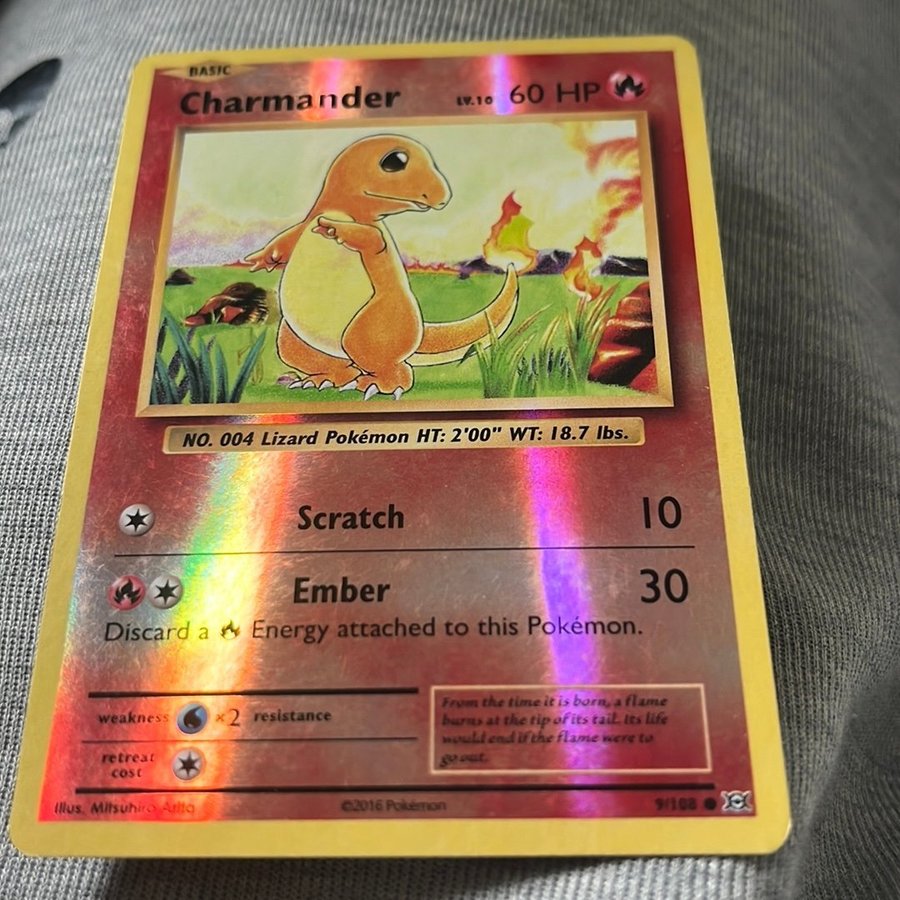 BASIC
Charmander LV.10 60 HP
NO. 004 Lizard Pokémon HT: 2'00" WT: 18.7 lbs.
Scratch 10
Ember 30
Discard a Energy attached to this Pokémon.
weakness ×2 resistance
retreat
cost
From the time it is born, a flame
burns at the tip of its tail. Its life
would end if the flame were to
go out.
Illus. Mitsuhiro Arita ©2016 Pokémon 9/108